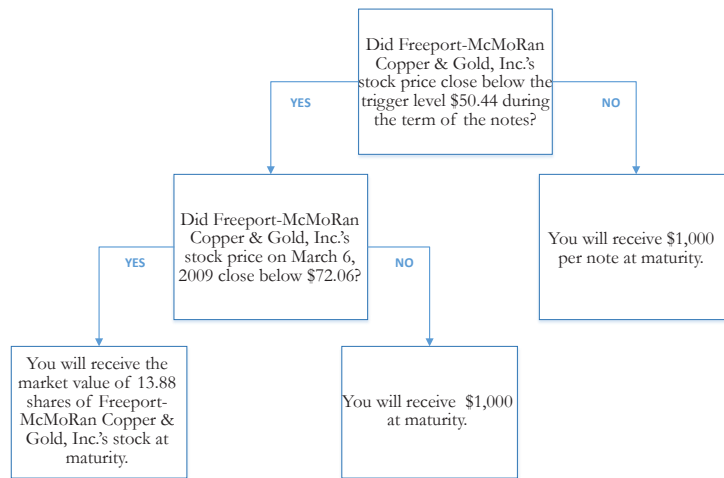 Did Freeport-McMoRan
Copper & Gold, Inc.'s
stock price close below the
trigger level $50.44 during
the term of the notes?
YES
NO
Did Freeport-McMoRan
Copper & Gold, Inc.'s
stock price on March 6,
2009 close below $72.06?
You will receive $1,000
per note at maturity.
YES
NO
You will receive the
market value of 13.88
shares of Freeport-
McMoRan Copper &
Gold, Inc.'s stock at
maturity.
You will receive $1,000
at maturity.